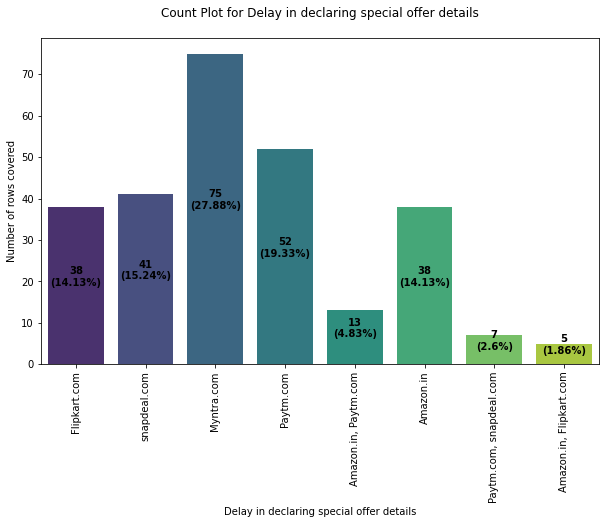 Count Plot for Delay in declaring special offer details
Number of rows covered
70
60
50
40
30
20
10
0
38
(14.13%)
41
(15.24%)
75
(27.88%)
52
(19.33%)
13
(4.83%)
38
(14.13%)
7
(2.6%)
5
(1.86%)
Flipkart.com
snapdeal.com
Myntra.com
Paytm.com
Amazon.in, Paytm.com
Amazon.in
Paytm.com, snapdeal.com
Amazon.in, Flipkart.com
Delay in declaring special offer details